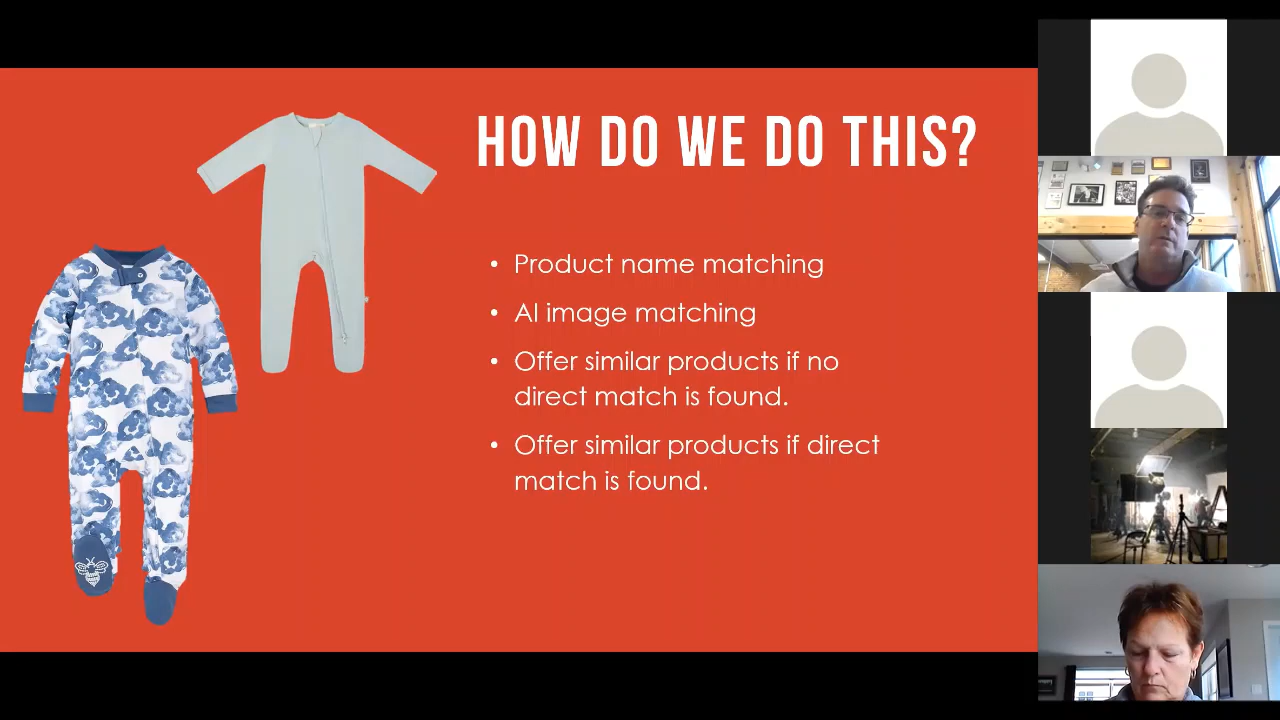 HOW DO WE DO THIS?
• Product name matching
• AI image matching
• Offer similar products if no
direct match is found.
• Offer similar products if direct
match is found.